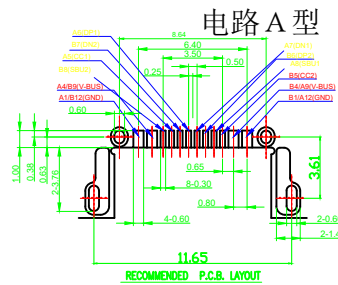 电路A型
8.64
6.40
3.50
0.25
0.50
B5(CC2)
A4/B9(V-BUS)
B4/A9(V-BUS)
A1/B12(GND)
B1/A12(GND)
0.60
1.00
0.38
0.63
2-3.76
0.65
8-0.30
0.80
4-0.60
3.61
11.65
RECOMMENDED P.C.B. LAYOUT